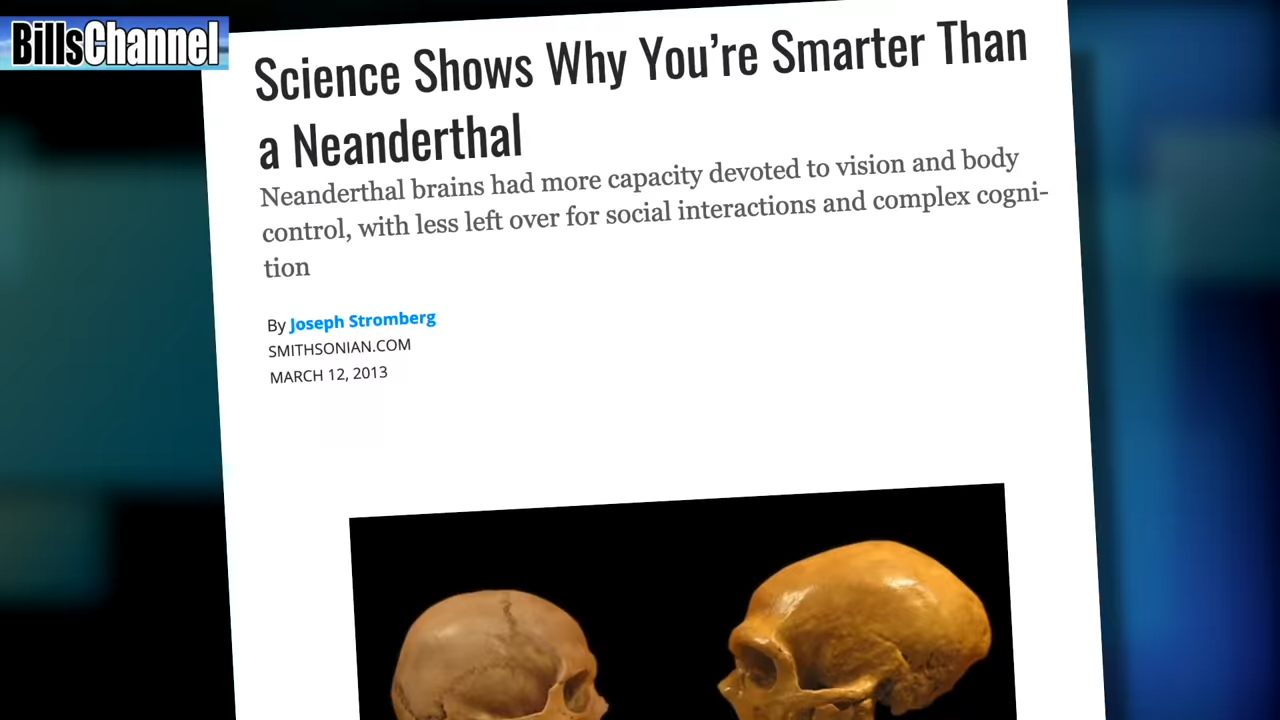 BillsChannel
Science Shows Why You're Smarter Than
a Neanderthal
Neanderthal brains had more capacity devoted to vision and body
control, with less left over for social interactions and complex cogni-
tion
By Joseph Stromberg
SMITHSONIAN.COM
MARCH 12, 2013